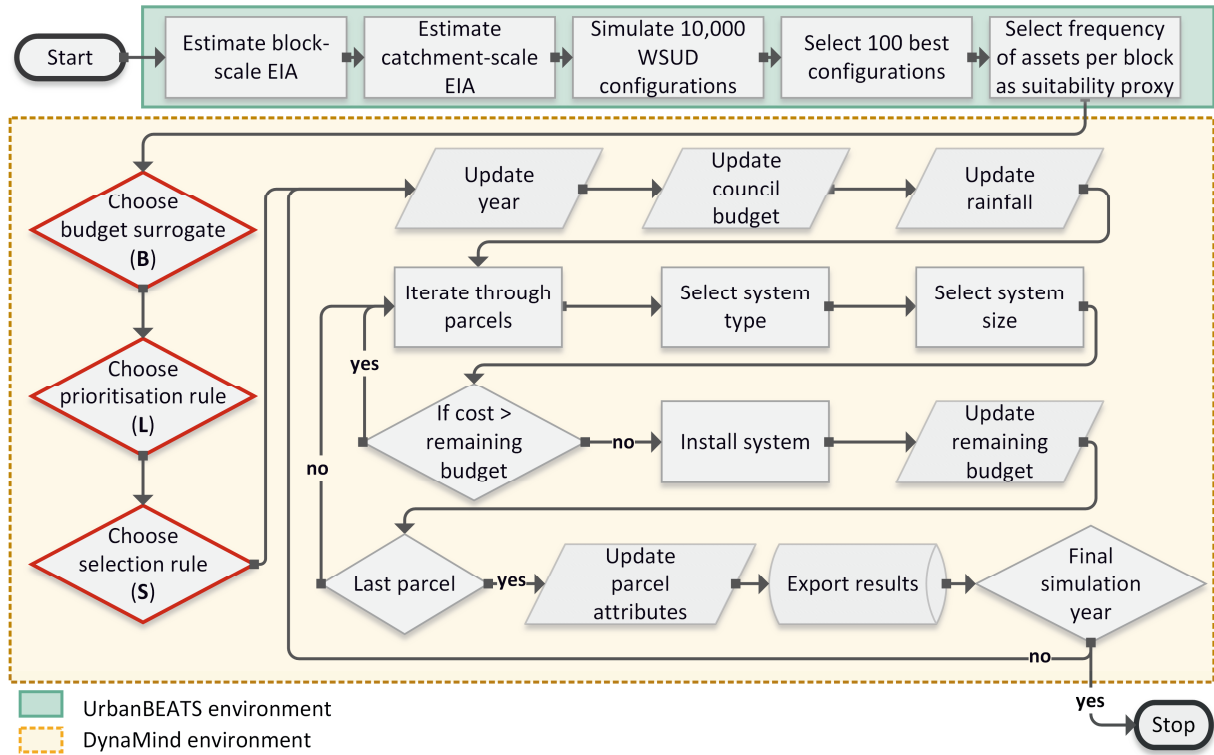 Start
Estimate block-
scale EIA
Estimate
catchment-scale
EIA
Simulate 10,000
WSUD
configurations
Select 100 best
configurations
Select frequency
of assets per block
as suitability proxy
Choose
budget surrogate
(B)
Update
year
Update
council
budget
Update
rainfall
Iterate through
parcels
Select system
type
Select system
size
yes
Choose
prioritisation rule
(L)
If cost >
remaining
budget
no
Install system
Update
remaining
budget
no
Choose
selection rule
(S)
Last parcel
yes
Update
parcel
attributes
Export results
Final
simulation
year
no
yes
Stop
UrbanBEATS environment
DynaMind environment